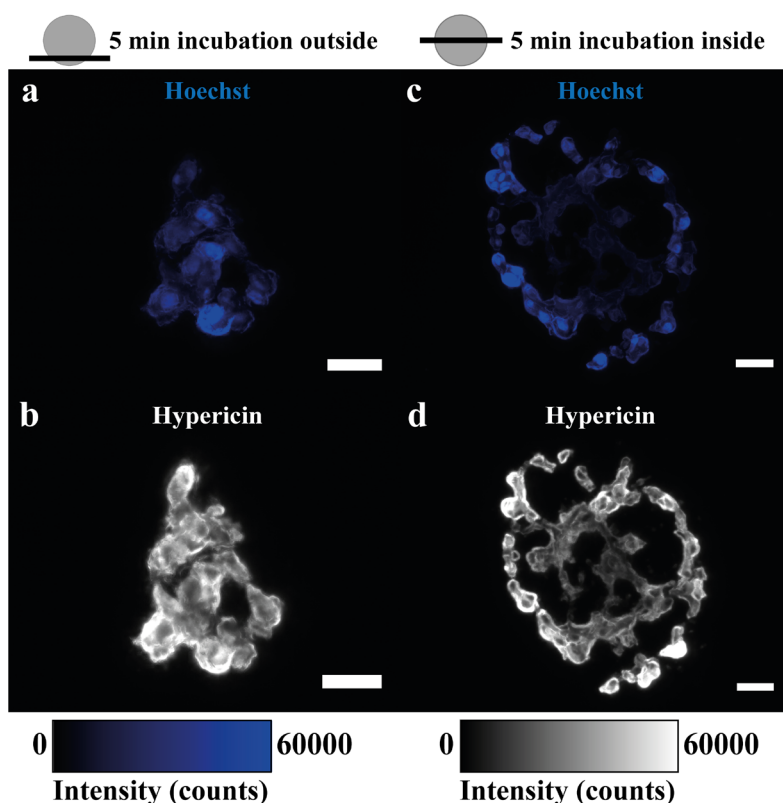 5 min incubation outside
5 min incubation inside
a
Hoechst
c
Hoechst
b
Hypericin
d
Hypericin
0
60000
Intensity (counts)
0
60000
Intensity (counts)